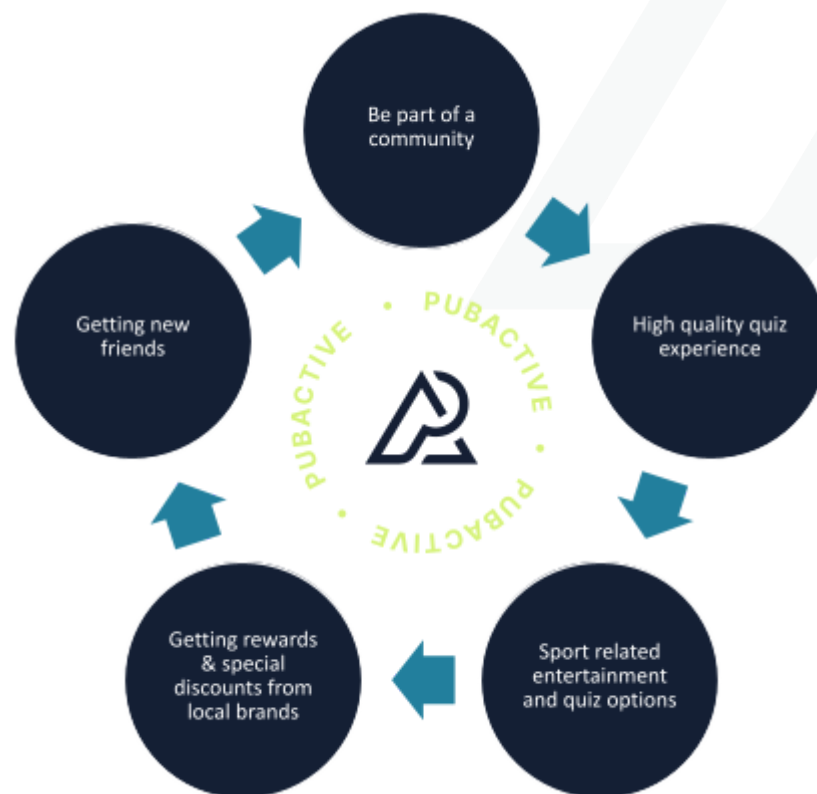 Be part of a
community
High quality quiz
experience
Sport related
entertainment
and quiz options
Getting rewards
& special
discounts from
local brands
Getting new
friends
• PUBACTIVE • PUBACTIVE • PUBACTIVE